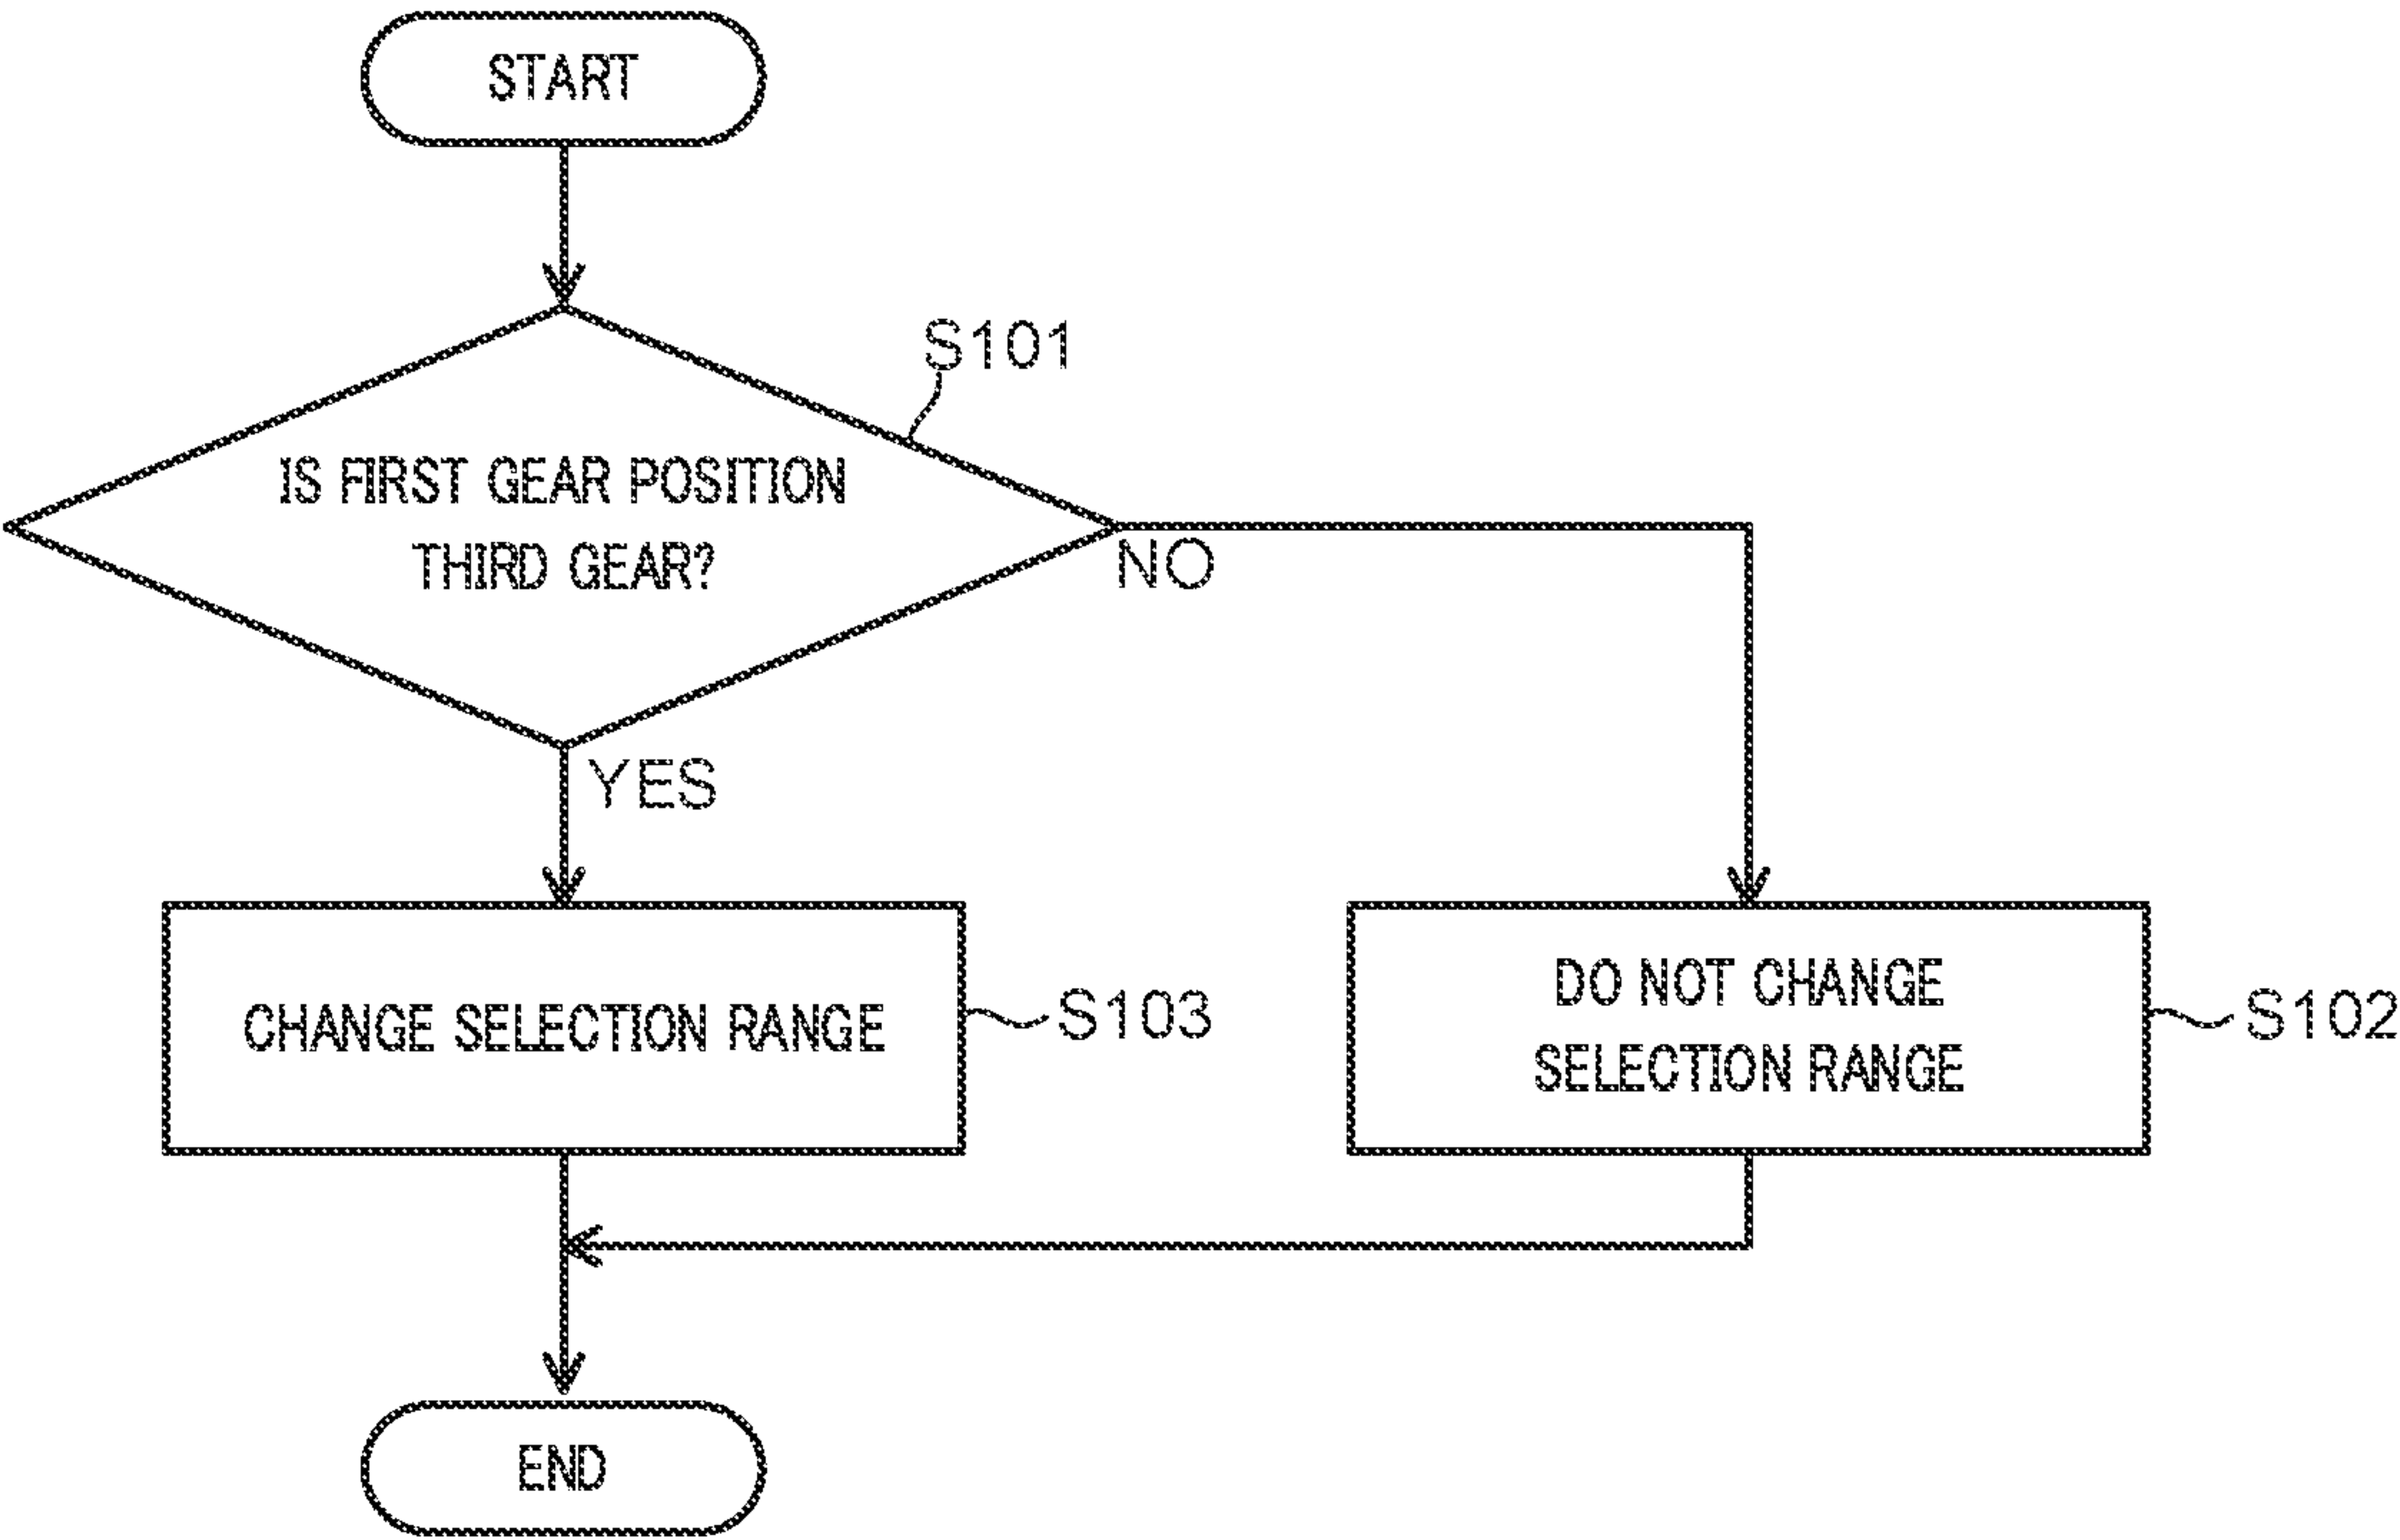 START
S101
IS FIRST GEAR POSITION
THIRD GEAR?
NO
YES
CHANGE SELECTION RANGE
S103
DO NOT CHANGE
SELECTION RANGE
S102
END